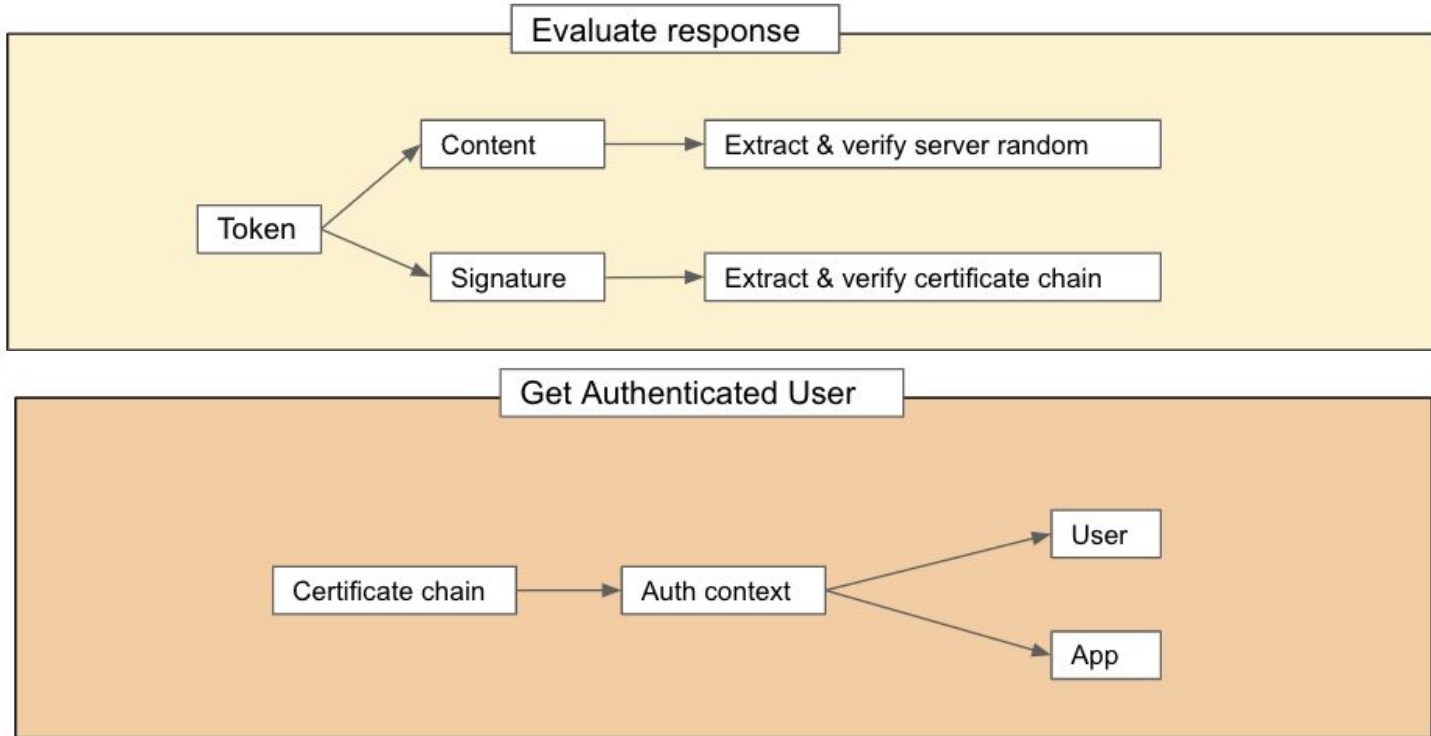 Evaluate response
Content
Extract & verify server random
Token
Signature
Extract & verify certificate chain
Get Authenticated User
User
Certificate chain
Auth context
App